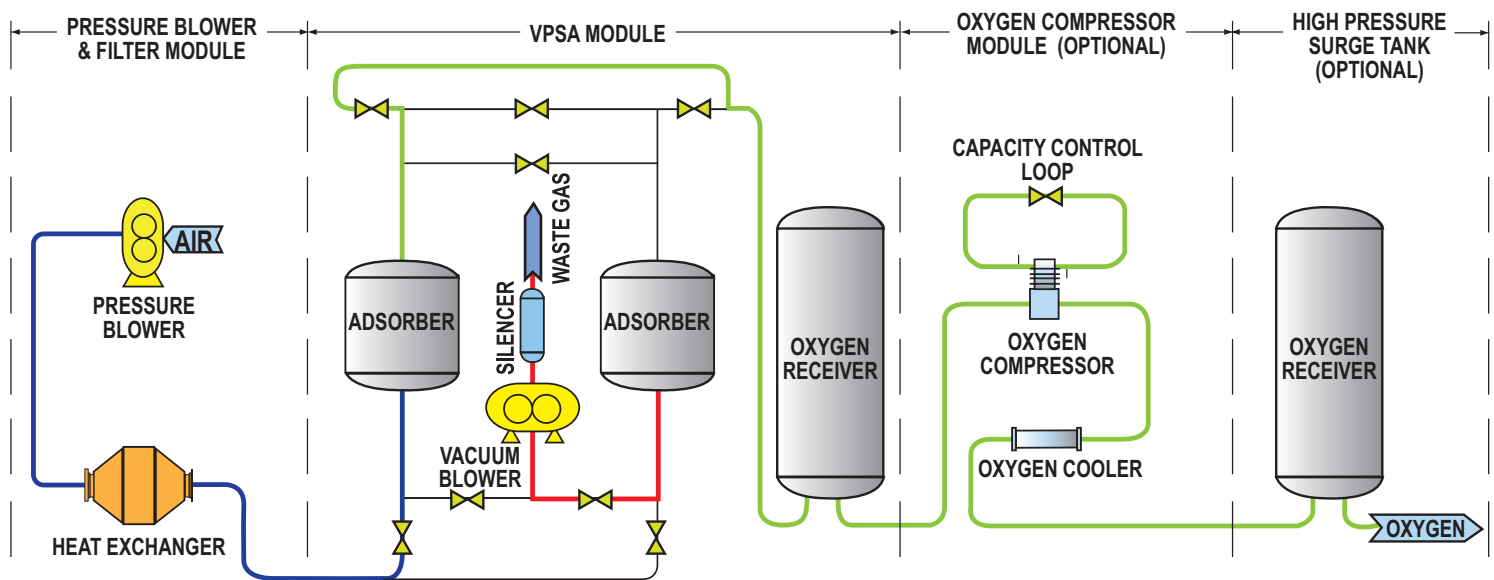 PRESSURE BLOWER
& FILTER MODULE
VPSA MODULE
OXYGEN COMPRESSOR
MODULE (OPTIONAL)
HIGH PRESSURE
SURGE TANK
(OPTIONAL)
AIR
PRESSURE
BLOWER
HEAT EXCHANGER
ADSORBER
WASTE GAS
SILENCER
VACUUM
BLOWER
ADSORBER
OXYGEN
RECEIVER
CAPACITY CONTROL
LOOP
OXYGEN
COMPRESSOR
OXYGEN COOLER
OXYGEN
RECEIVER
OXYGEN